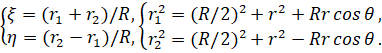 {ξ = (r₁ + r₂)/R, { r₁² = (R/2)² + r² + Rr cos θ ,
{η = (r₂ − r₁)/R, { r₂² = (R/2)² + r² − Rr cos θ ,